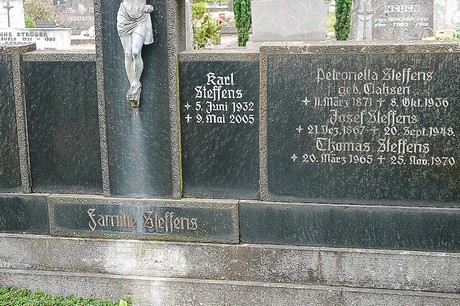 Karl
Steffens
* 5. Juni 1932
+ 9. Mai 2005
Petronella Steffens
geb. Clahsen
* 11. März 1871 + 8. Okt. 1936
Josef Steffens
* 21. Dez. 1867 + 20. Sept. 1948
Thomas Steffens
* 20. März 1965 + 25. Nov. 1970
Familie Steffens